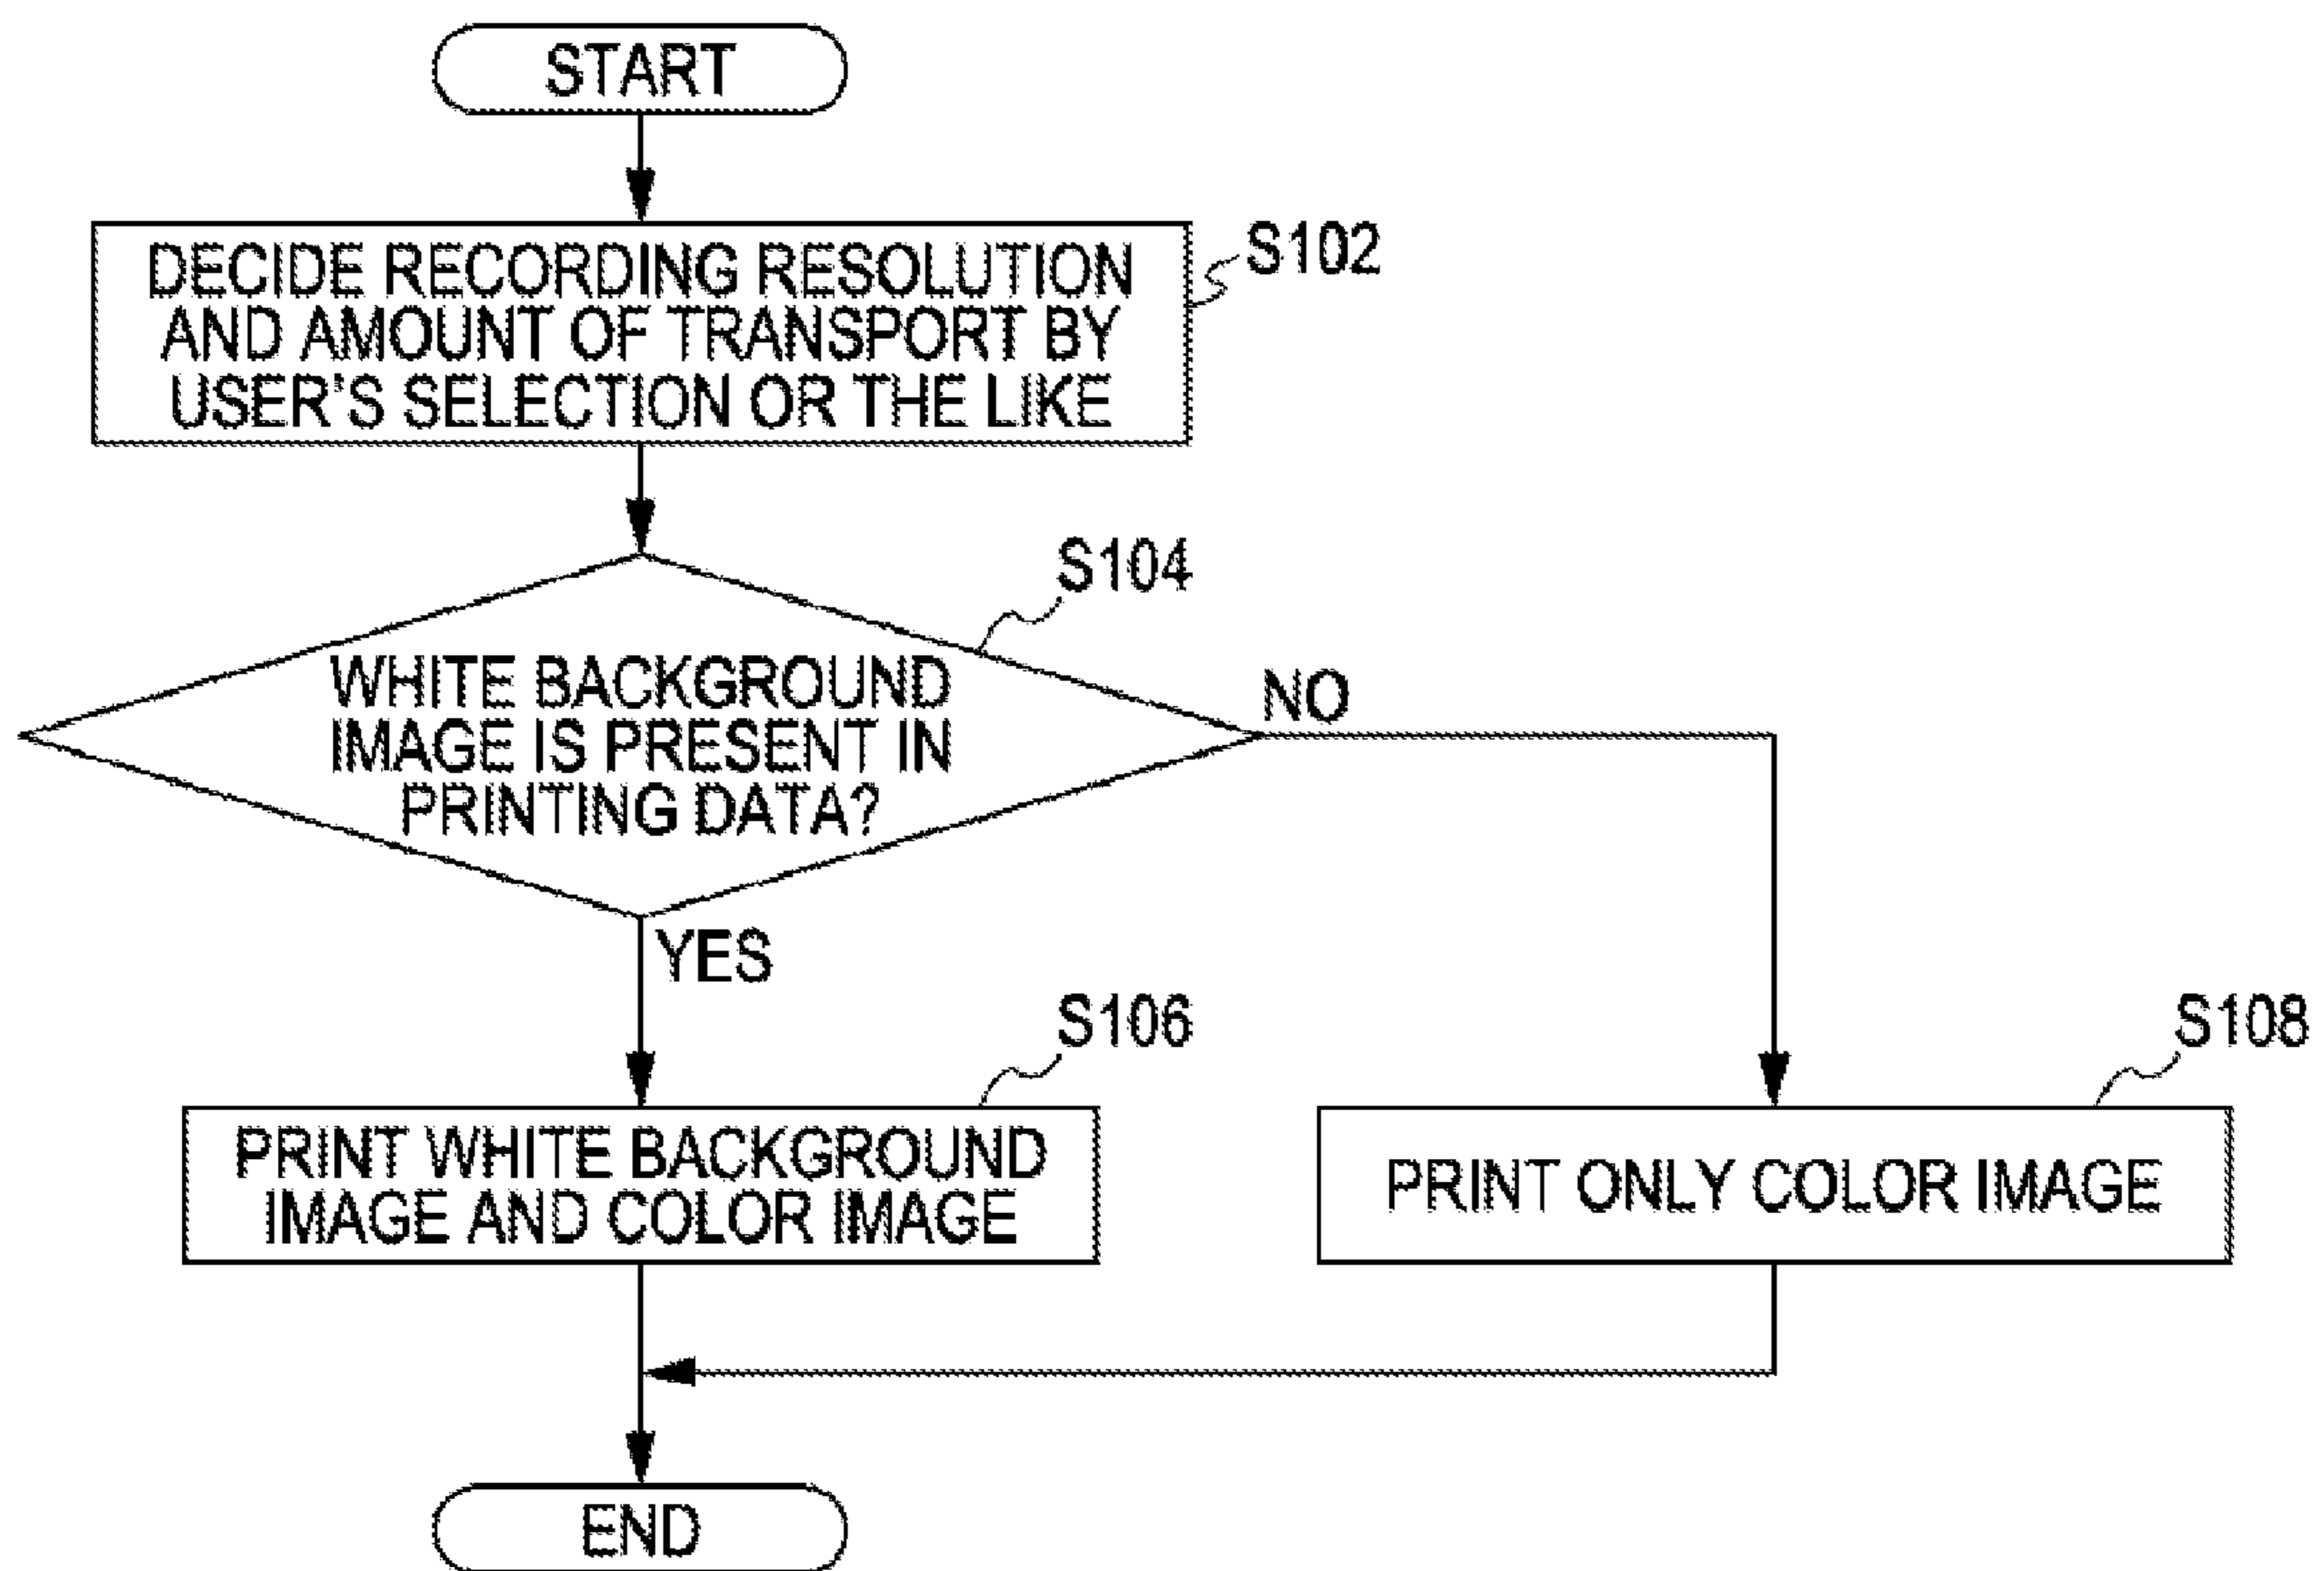 START
DECIDE RECORDING RESOLUTION
AND AMOUNT OF TRANSPORT BY
USER'S SELECTION OR THE LIKE
S102
S104
WHITE BACKGROUND
IMAGE IS PRESENT IN
PRINTING DATA?
NO
YES
S106
PRINT WHITE BACKGROUND
IMAGE AND COLOR IMAGE
S108
PRINT ONLY COLOR IMAGE
END